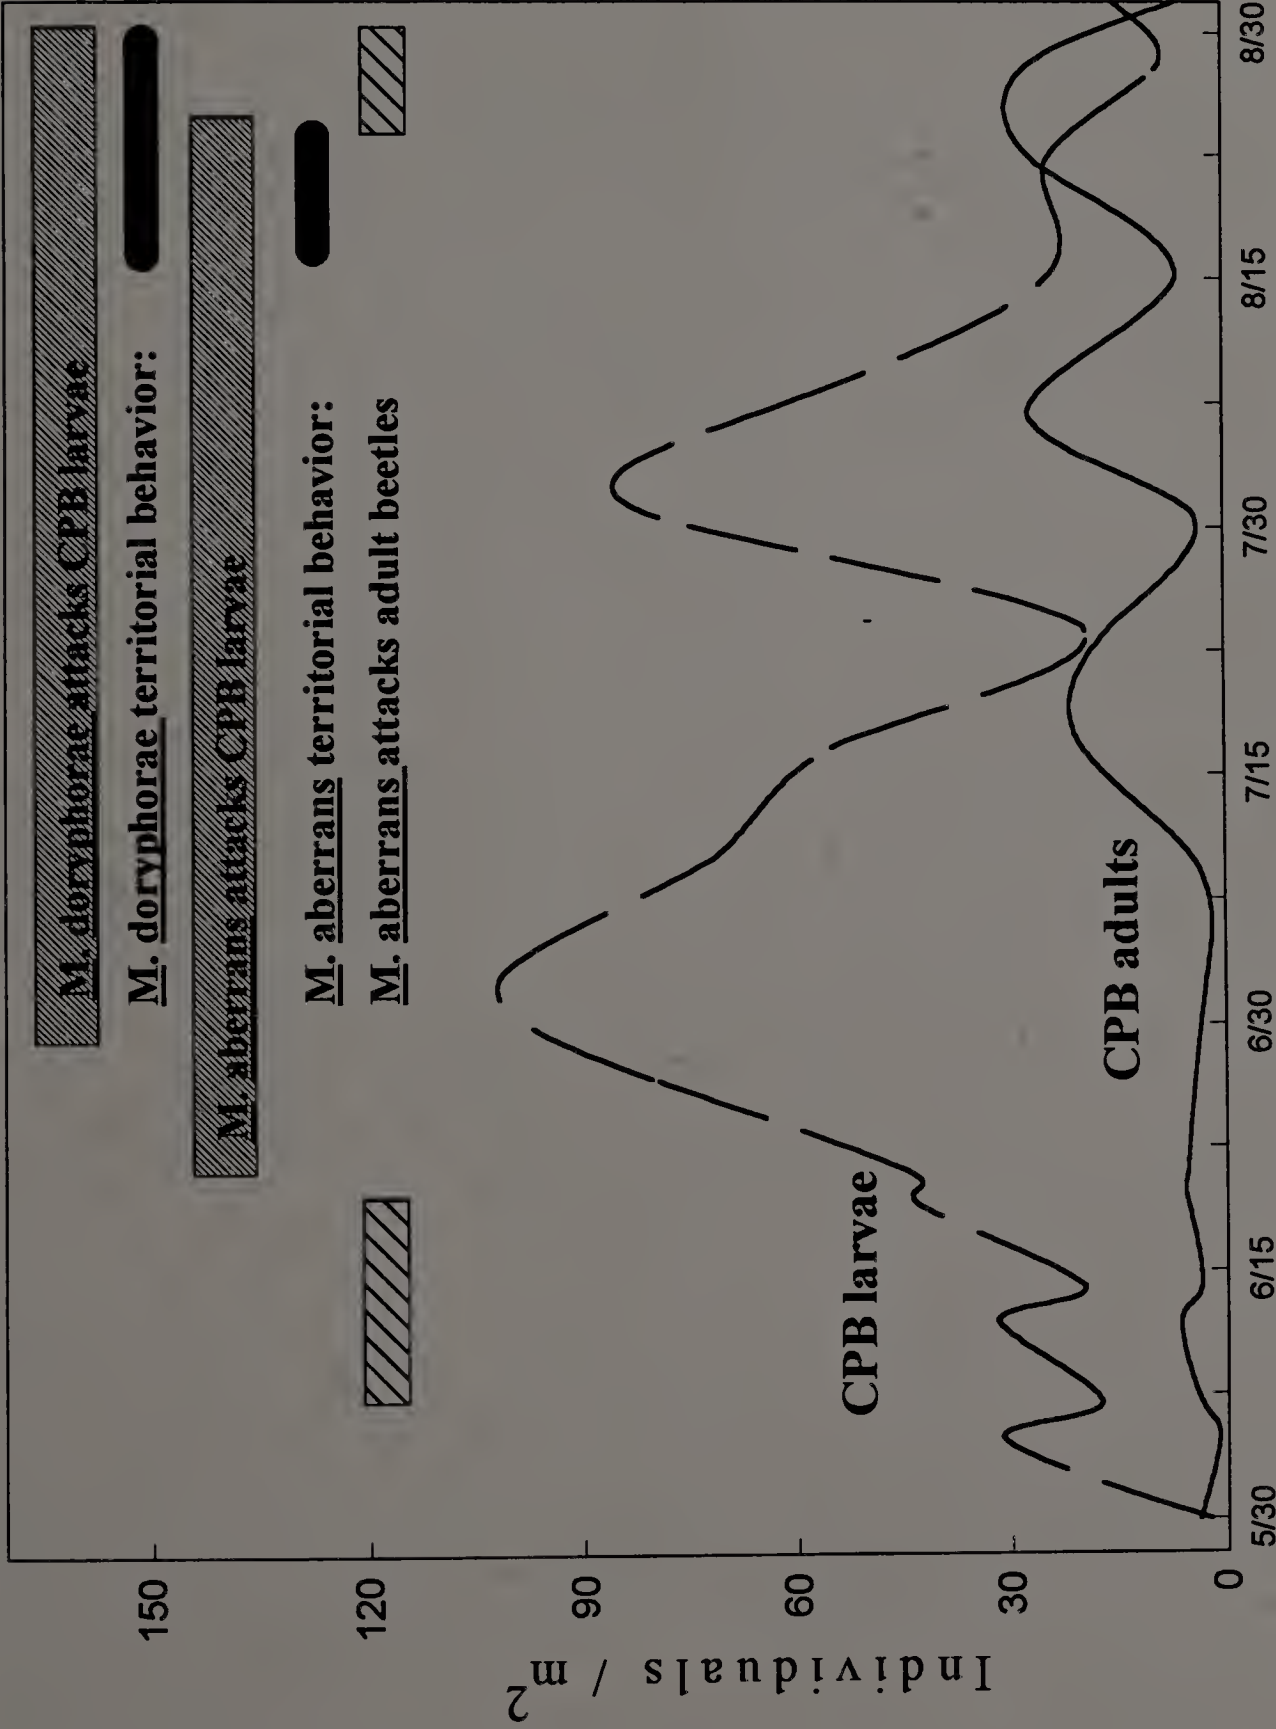 M. doryphorae attacks CPB larvae
M. doryphorae territorial behavior:
M. aberrans attacks CPB larvae
M. aberrans territorial behavior:
M. aberrans attacks adult beetles
CPB larvae
CPB adults
Individuals / m²
150
120
90
60
30
0
5/30
6/15
6/30
7/15
7/30
8/15
8/30